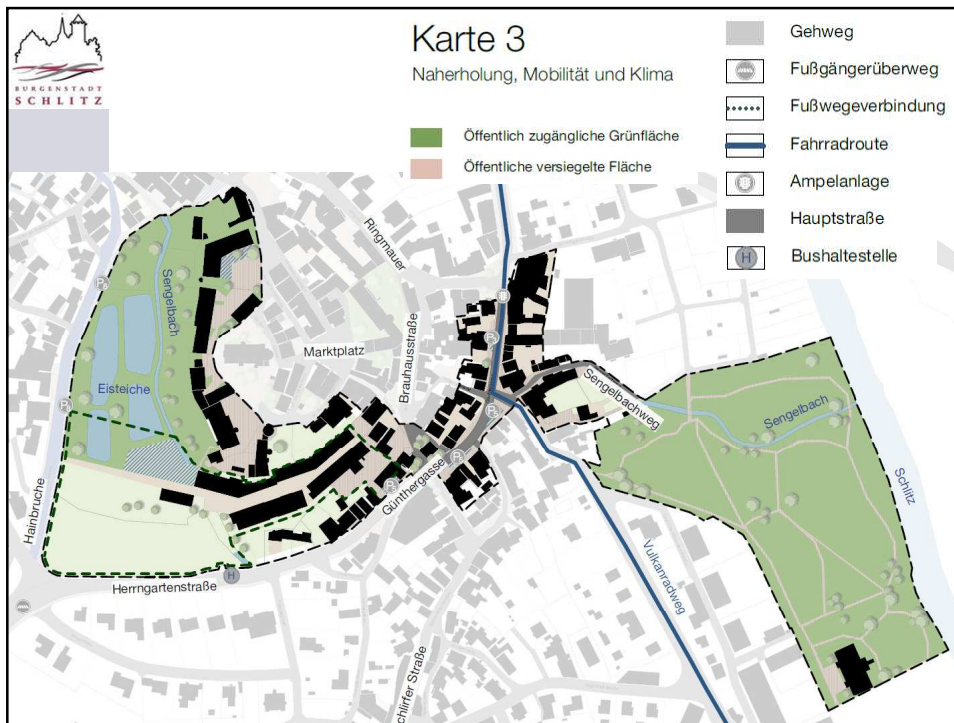 BURGENSTADT
SCHLITZ
Karte 3
Naherholung, Mobilität und Klima
Öffentlich zugängliche Grünfläche
Öffentliche versiegelte Fläche
Gehweg
Fußgängerüberweg
Fußwegeverbindung
Fahrradroute
Ampelanlage
Hauptstraße
Bushaltestelle
H
Ringmauer
Sengelbach
Marktplatz
Brauhausstraße
Eisteiche
Sengelbachweg
Sengelbach
Schlitz
Günthergasse
Hainbruche
Vulkanradweg
H
Herrngartenstraße
Schlirfer Straße